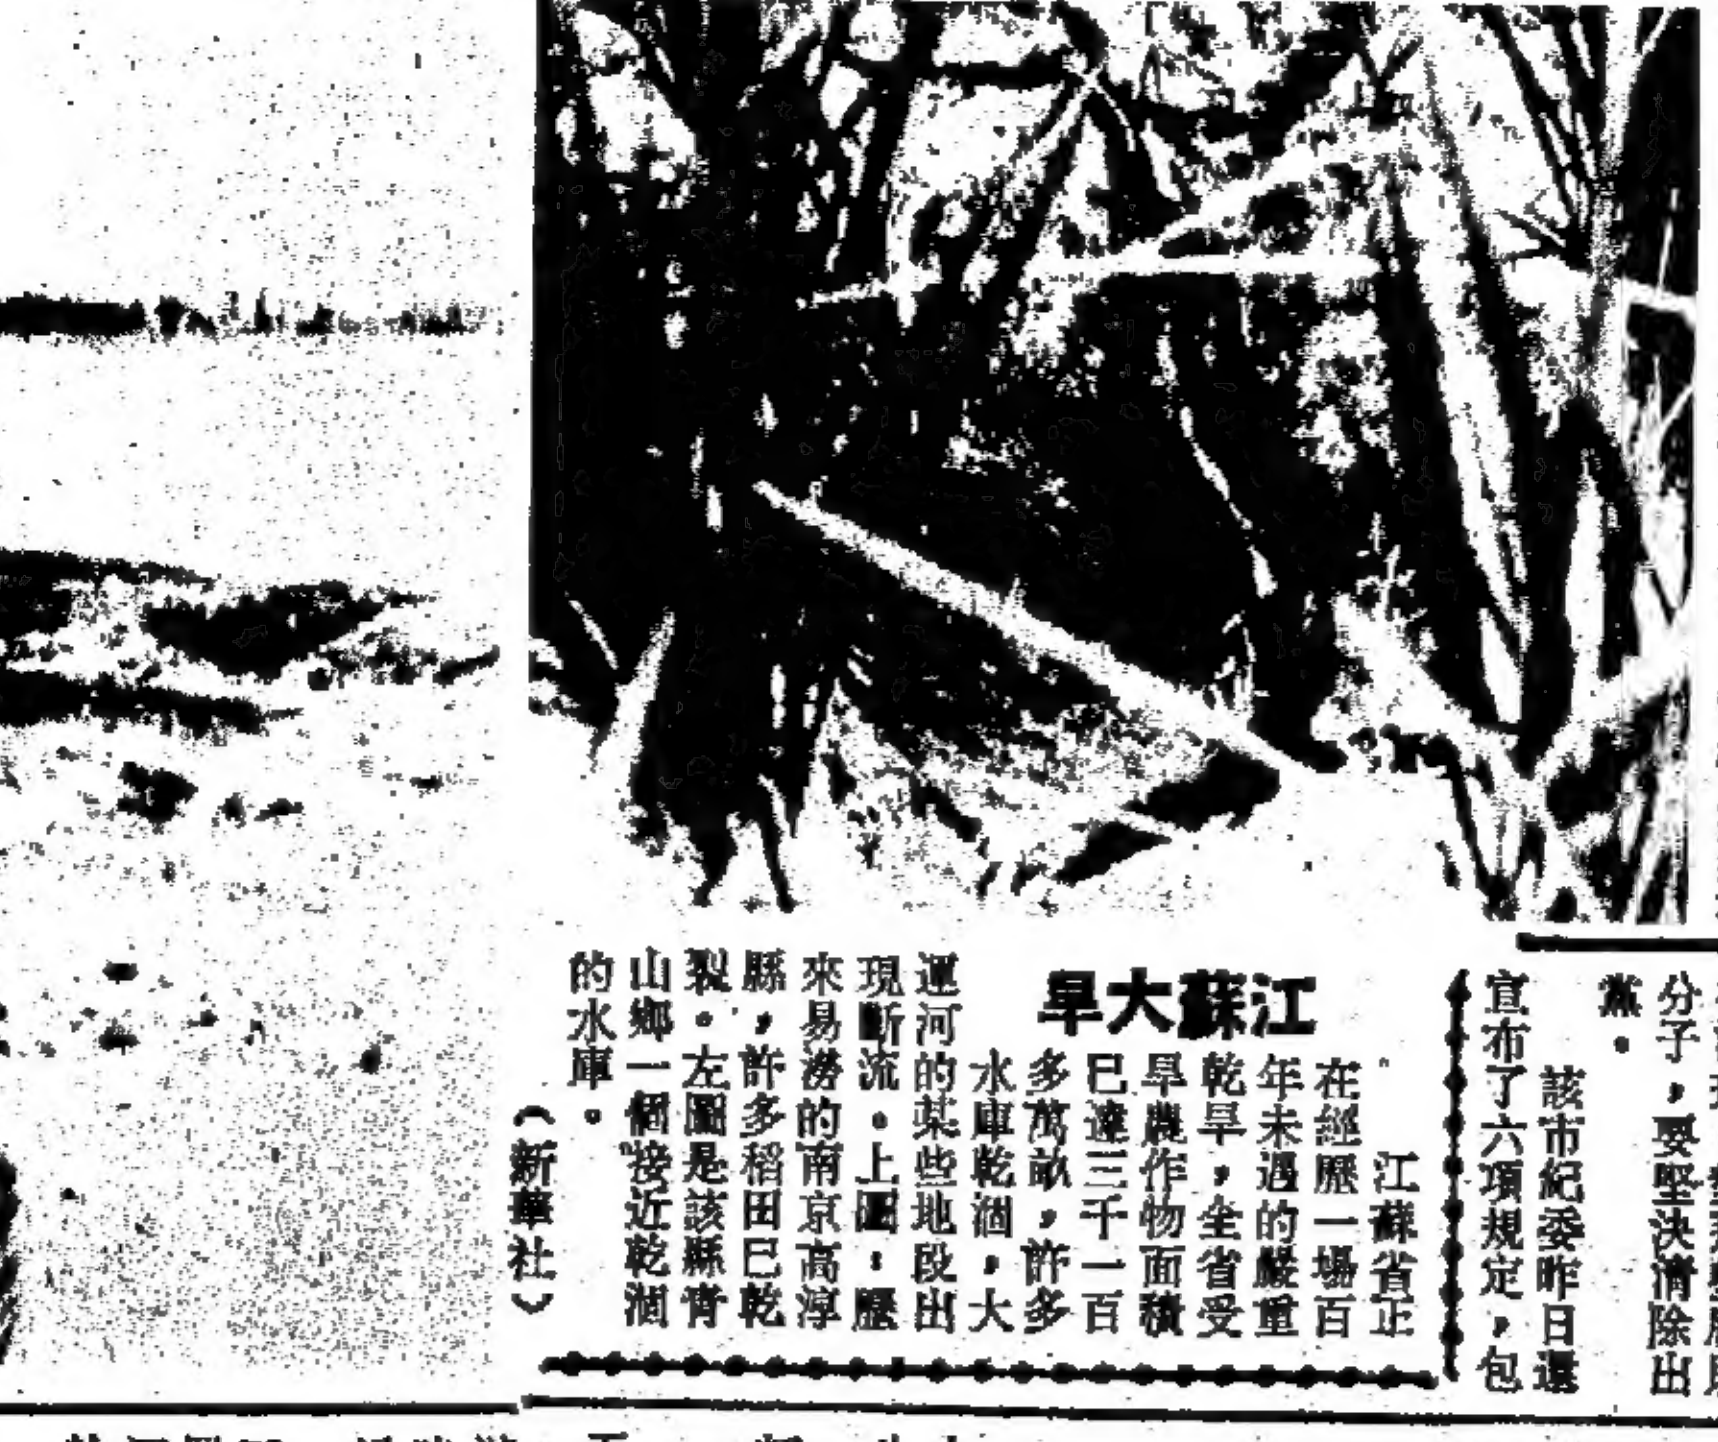 分子，要堅決清除出
黨。
該市紀委昨日還
宣布了六項規定，包
江蘇大旱
江蘇省正
在經歷一場百
年未遇的嚴重
乾旱，全省受
旱農作物面積
已達三千一百
多萬畝，許多
水庫乾涸，大
運河的某些地段出
現斷流。上圖：歷
來易澇的南京高淳
縣，許多稻田已乾
裂。左圖是該縣青
山鄉一個接近乾涸
的水庫。
（新華社）